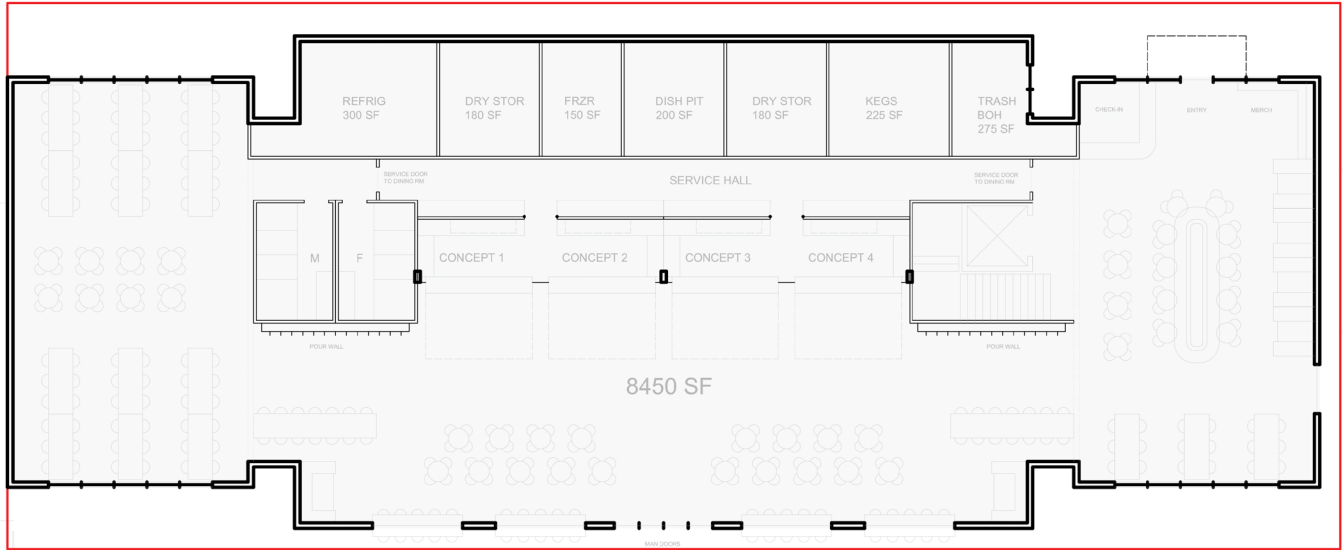 REFRIG
300 SF
DRY STOR
180 SF
FRZR
150 SF
DISH PIT
200 SF
DRY STOR
180 SF
KEGS
225 SF
TRASH
BOH
275 SF
CHECK-IN
ENTRY
MERCH
SERVICE DOOR
TO DINING RM
SERVICE HALL
SERVICE DOOR
TO DINING RM
M
F
CONCEPT 1
CONCEPT 2
CONCEPT 3
CONCEPT 4
POUR WALL
POUR WALL
8450 SF
MAN DOORS